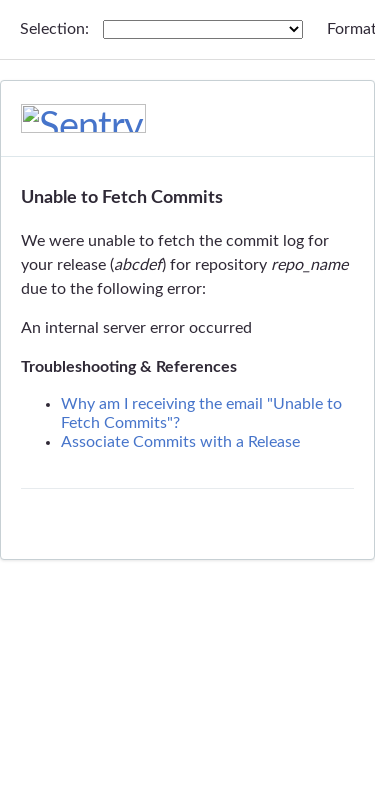 Selection: Format
Sentry
Unable to Fetch Commits
We were unable to fetch the commit log for
your release (abcdef) for repository repo_name
due to the following error:
An internal server error occurred
Troubleshooting & References
Why am I receiving the email "Unable to
Fetch Commits"?
Associate Commits with a Release